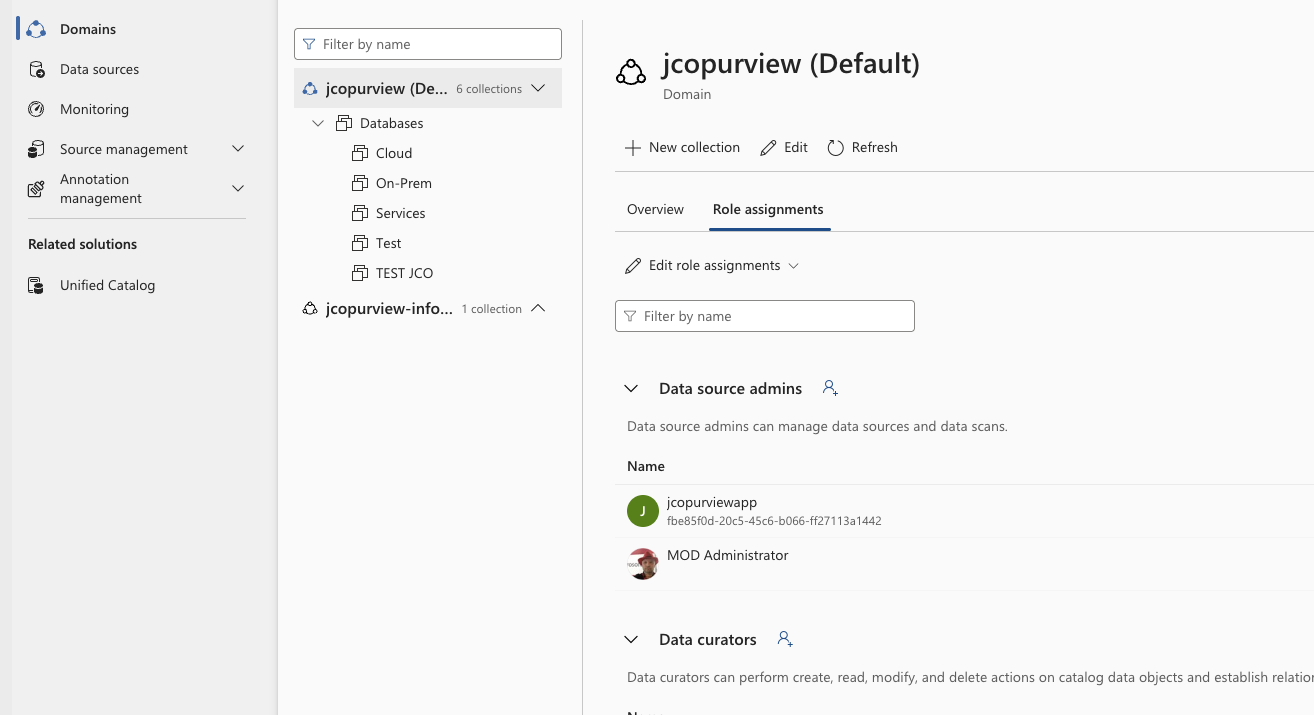 Domains
Data sources
Monitoring
Source management
Annotation
management
Related solutions
Unified Catalog
Filter by name
jcopurview (De... 6 collections
Databases
Cloud
On-Prem
Services
Test
TEST JCO
jcopurview-info... 1 collection
jcopurview (Default)
Domain
New collection Edit Refresh
Overview Role assignments
Edit role assignments
Filter by name
Data source admins
Data source admins can manage data sources and data scans.
Name
J
jcopurviewapp
fbe85f0d-20c5-45c6-b066-ff27113a1442
MOD Administrator
Data curators
Data curators can perform create, read, modify, and delete actions on catalog data objects and establish relation